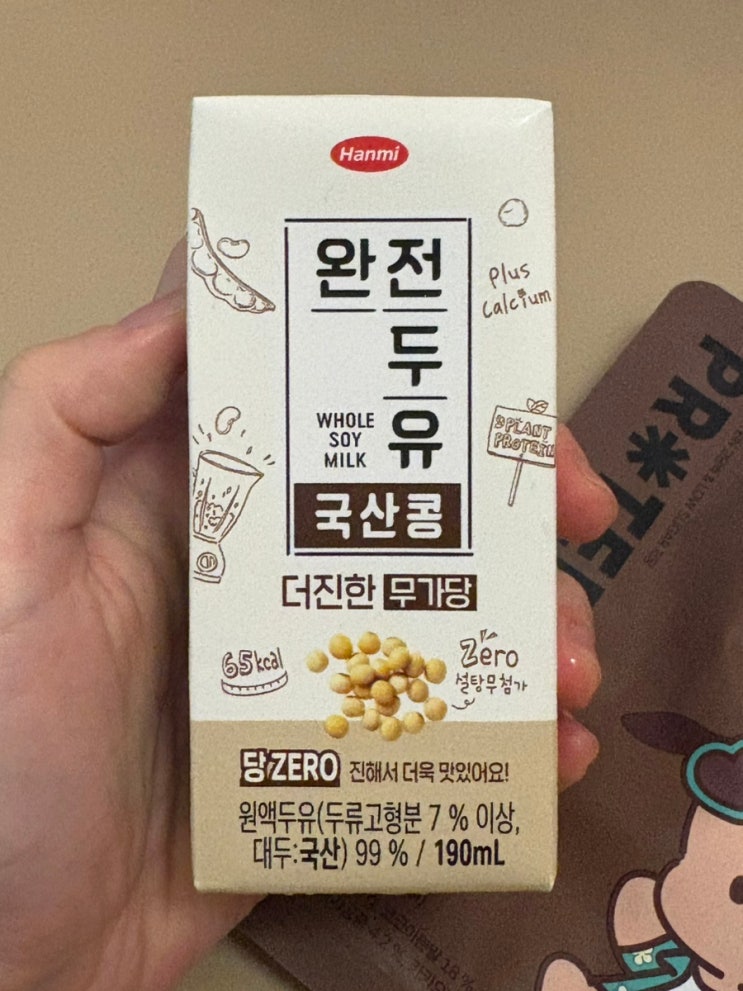 Hanmi
완전
두
유
WHOLE
SOY
MILK
국산콩
Plus
Calcium
PLANT
PROTEIN
더진한 무가당
65kcal
Zero
설탕무첨가
당ZERO 진해서 더욱 맛있어요!
원액두유(두류고형분 7 % 이상,
대두:국산) 99 % / 190mL